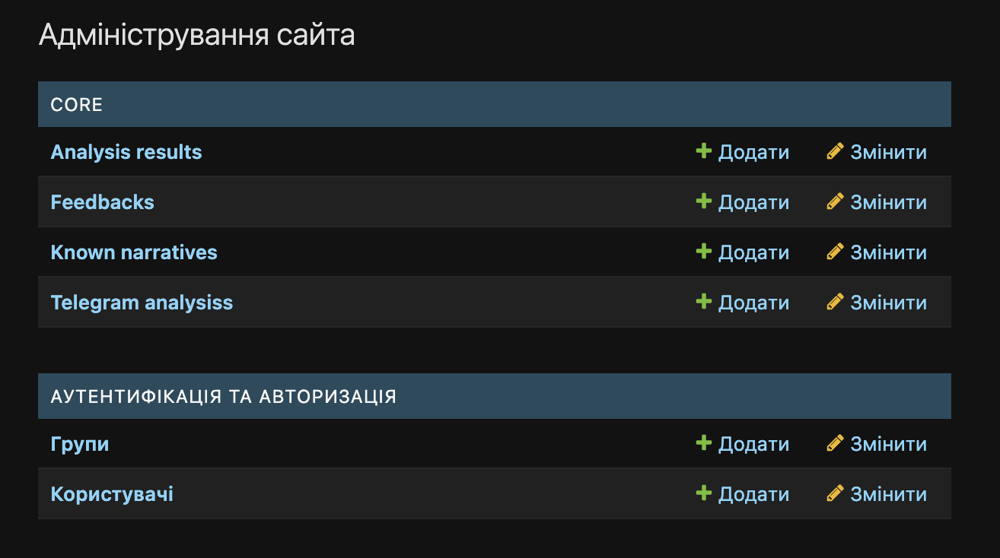 Адміністрування сайта
CORE
Analysis results Додати Змінити
Feedbacks Додати Змінити
Known narratives Додати Змінити
Telegram analysiss Додати Змінити
АУТЕНТИФІКАЦІЯ ТА АВТОРИЗАЦІЯ
Групи Додати Змінити
Користувачі Додати Змінити